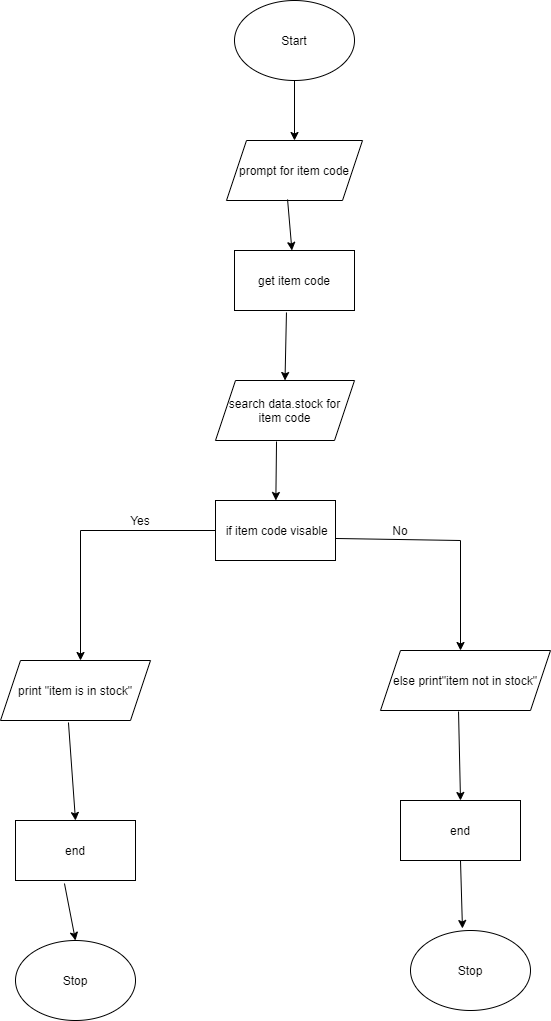 Start
prompt for item code
get item code
search data.stock for
item code
if item code visable
Yes
No
print "item is in stock"
else print"item not in stock"
end
end
Stop
Stop